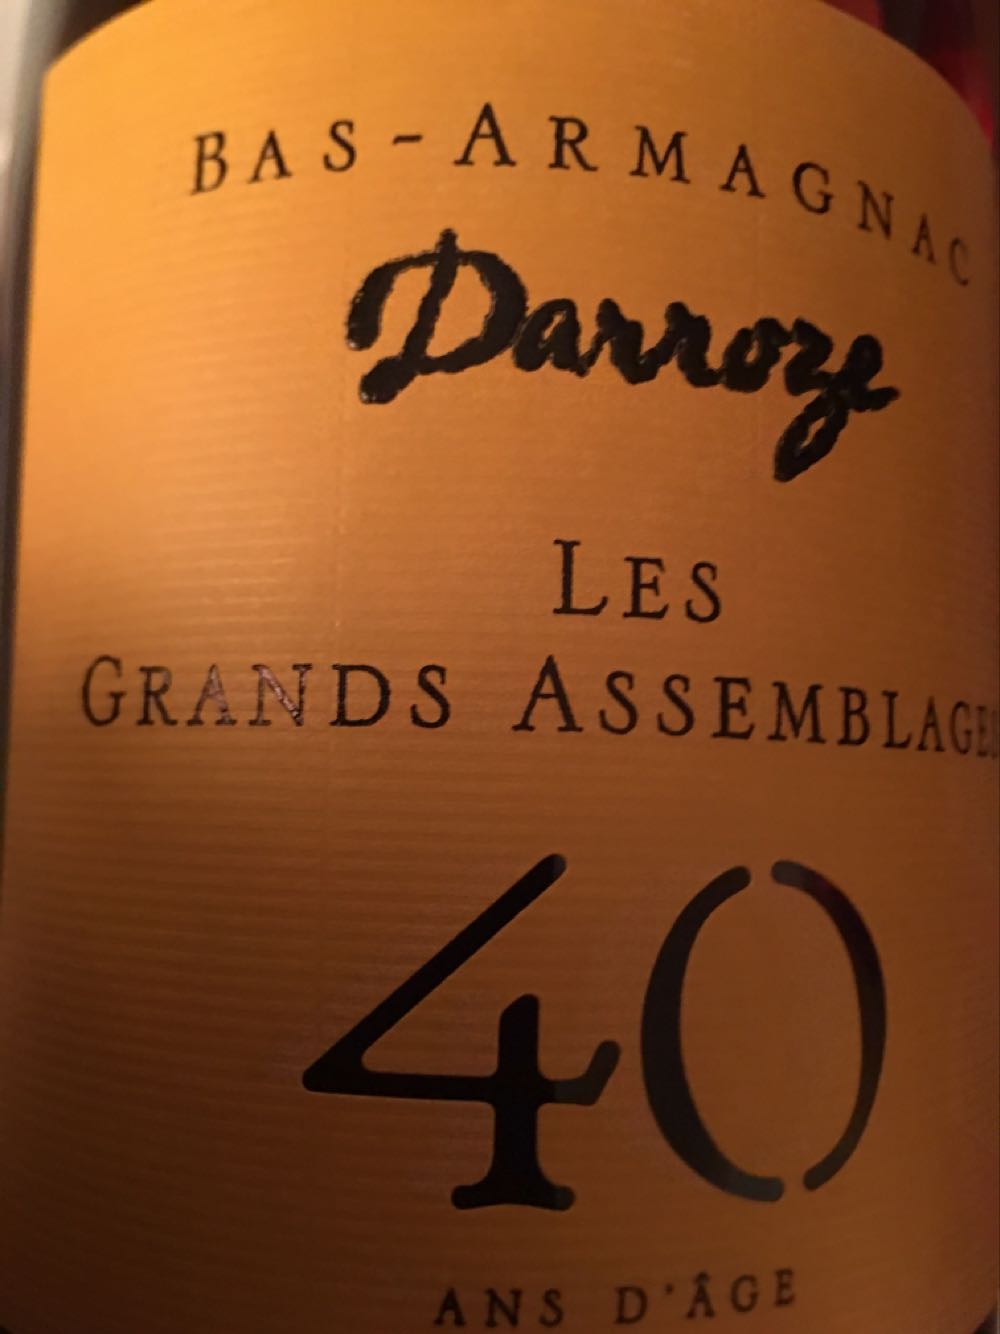 BAS-ARMAGNAC
Darroze
LES
GRANDS ASSEMBLAGES
40
ANS D'ÂGE